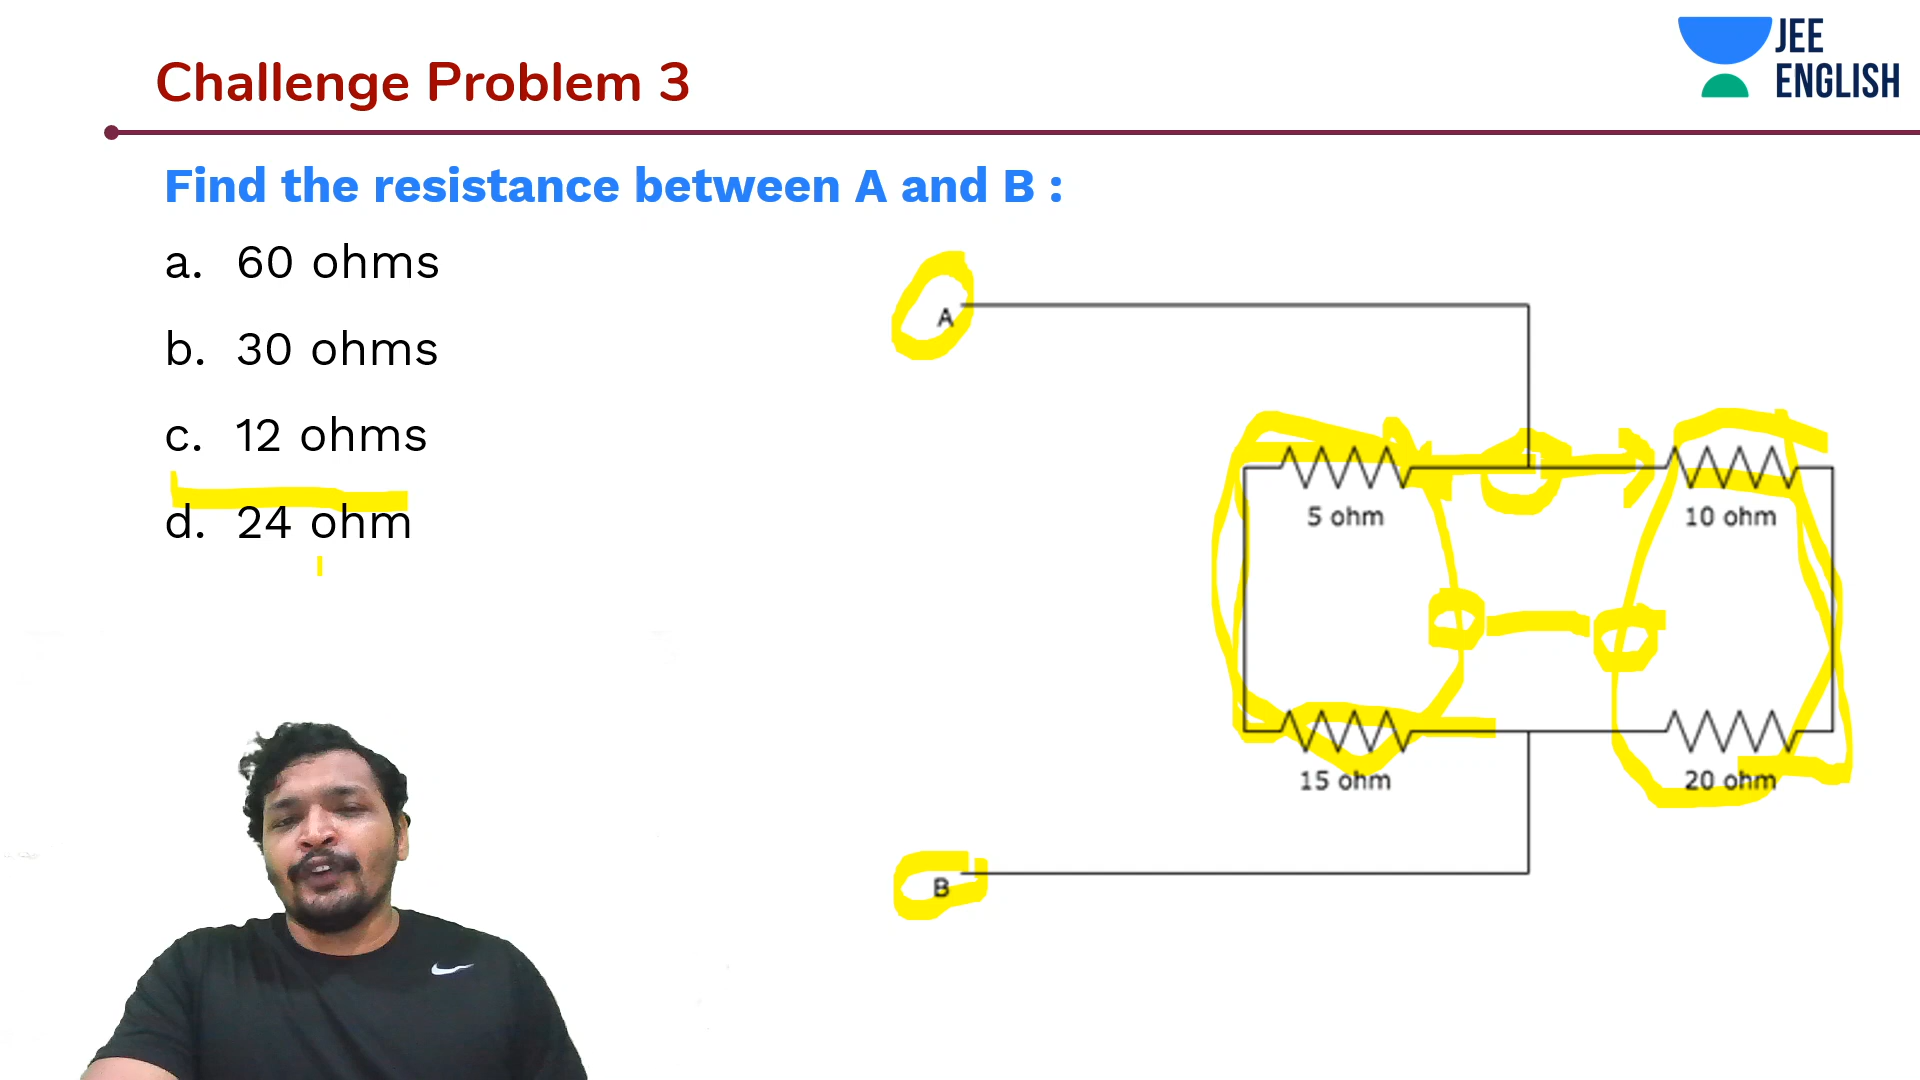 JEE
ENGLISH
Challenge Problem 3
Find the resistance between A and B :
a. 60 ohms
b. 30 ohms
c. 12 ohms
d. 24 ohm
A
5 ohm
10 ohm
15 ohm
20 ohm
B